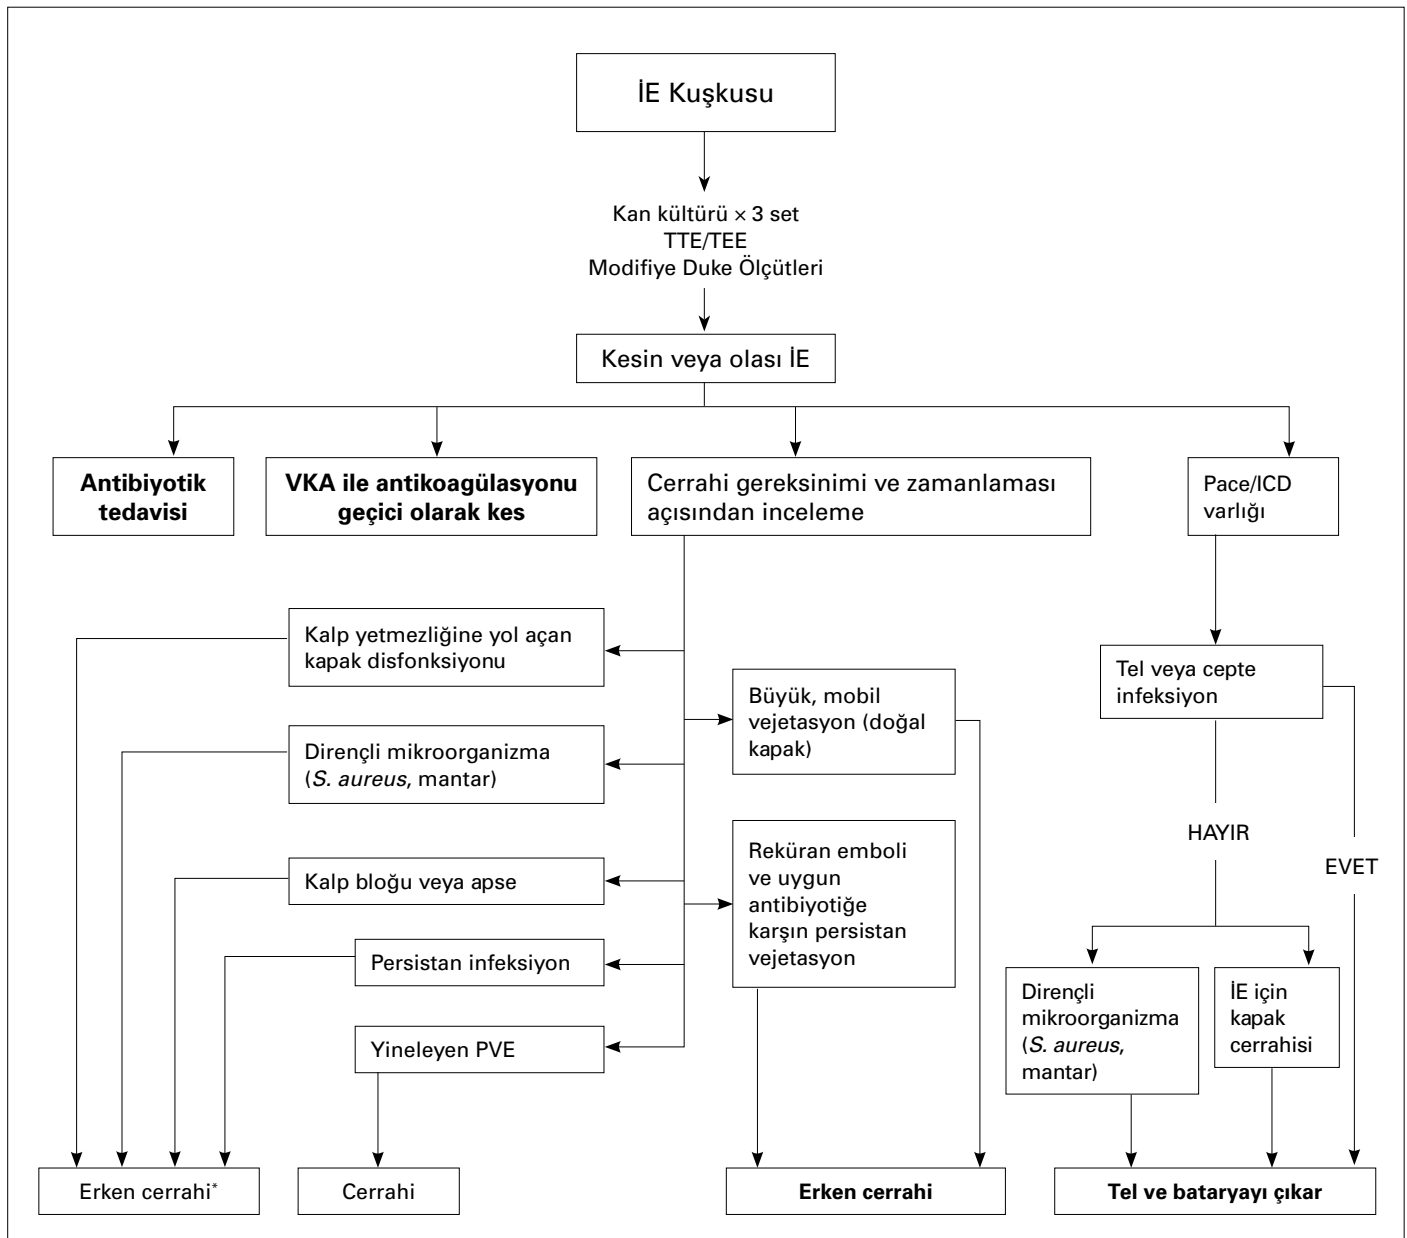 İE Kuşkusu
Kan kültürü × 3 set
TTE/TEE
Modifiye Duke Ölçütleri
Kesin veya olası İE
Antibiyotik
tedavisi
VKA ile antikoagülasyonu
geçici olarak kes
Cerrahi gereksinimi ve zamanlaması
açısından inceleme
Pace/ICD
varlığı
Kalp yetmezliğine yol açan
kapak disfonksiyonu
Dirençli mikroorganizma
(S. aureus, mantar)
Kalp bloğu veya apse
Persistan infeksiyon
Yineleyen PVE
Büyük, mobil
vejetasyon (doğal
kapak)
Reküran emboli
ve uygun
antibiyotiğe
karşın persistan
vejetasyon
Tel veya cepte
infeksiyon
HAYIR
EVET
Dirençli
mikroorganizma
(S. aureus,
mantar)
İE için
kapak
cerrahisi
Erken cerrahi*
Cerrahi
Erken cerrahi
Tel ve bataryayı çıkar